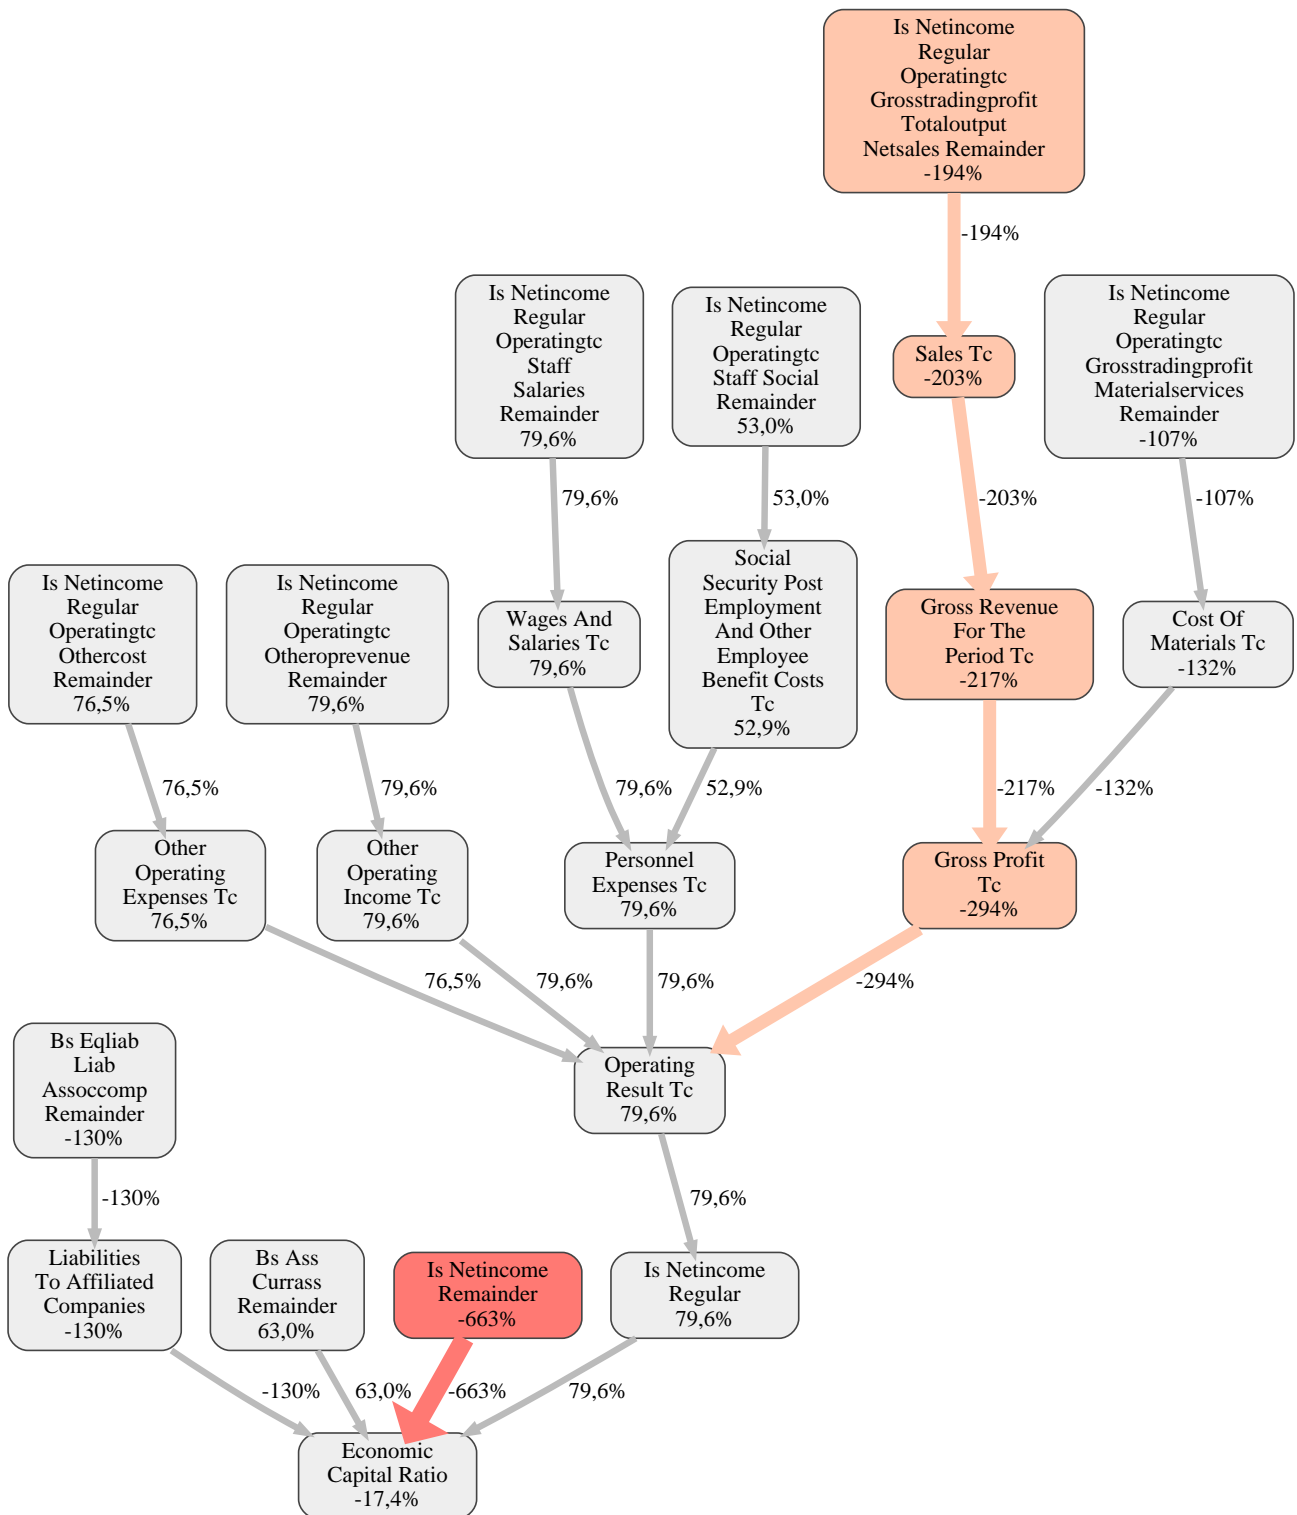 Is Netincome
Regular
Operatingtc
Grosstradingprofit
Totaloutput
Netsales Remainder
-194%
-194%
Is Netincome
Regular
Operatingtc
Staff
Salaries
Remainder
79,6%
Is Netincome
Regular
Operatingtc
Staff Social
Remainder
53,0%
Sales Tc
-203%
Is Netincome
Regular
Operatingtc
Grosstradingprofit
Materialservices
Remainder
-107%
79,6%
53,0%
-203%
-107%
Is Netincome
Regular
Operatingtc
Othercost
Remainder
76,5%
Is Netincome
Regular
Operatingtc
Otheroprevenue
Remainder
79,6%
Wages And
Salaries Tc
79,6%
Social
Security Post
Employment
And Other
Employee
Benefit Costs
Tc
52,9%
Gross Revenue
For The
Period Tc
-217%
Cost Of
Materials Tc
-132%
76,5%
79,6%
79,6%
52,9%
-217%
-132%
Other
Operating
Expenses Tc
76,5%
Other
Operating
Income Tc
79,6%
Personnel
Expenses Tc
79,6%
Gross Profit
Tc
-294%
76,5%
79,6%
79,6%
-294%
Bs Eqliab
Liab
Assoccomp
Remainder
-130%
Operating
Result Tc
79,6%
-130%
79,6%
Liabilities
To Affiliated
Companies
-130%
Bs Ass
Currass
Remainder
63,0%
Is Netincome
Remainder
-663%
Is Netincome
Regular
79,6%
-130%
63,0%
-663%
79,6%
Economic
Capital Ratio
-17,4%